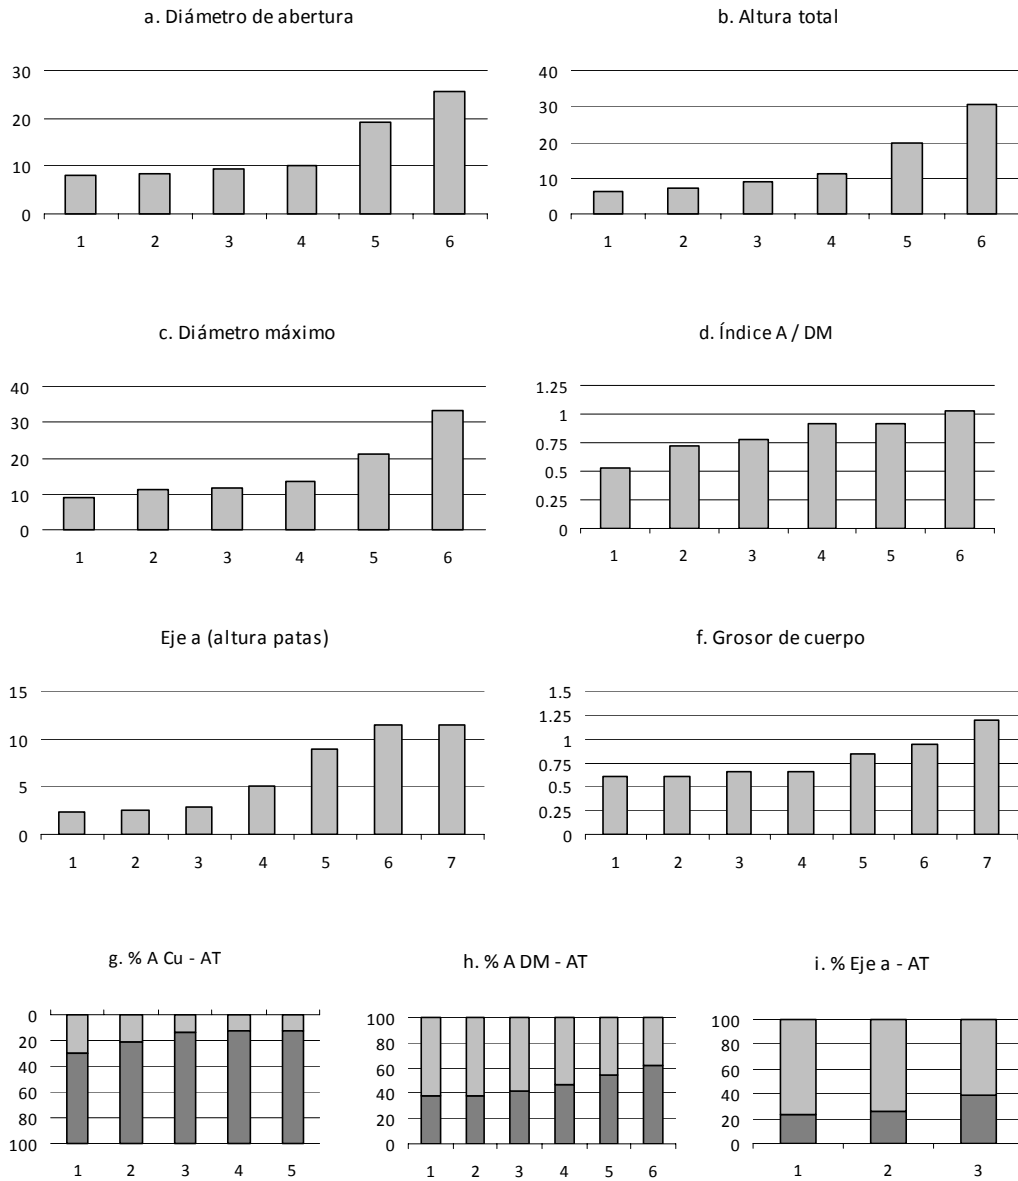 a. Diámetro de abertura
30
20
10
0
1 2 3 4 5 6
b. Altura total
40
30
20
10
0
1 2 3 4 5 6
c. Diámetro máximo
40
30
20
10
0
1 2 3 4 5 6
d. Índice A / DM
1.25
1
0.75
0.5
0.25
0
1 2 3 4 5 6
Eje a (altura patas)
15
10
5
0
1 2 3 4 5 6 7
f. Grosor de cuerpo
1.5
1.25
1
0.75
0.5
0.25
0
1 2 3 4 5 6 7
g. % A Cu - AT
0
20
40
60
80
100
1 2 3 4 5
h. % A DM - AT
100
80
60
40
20
0
1 2 3 4 5 6
i. % Eje a - AT
100
80
60
40
20
0
1 2 3